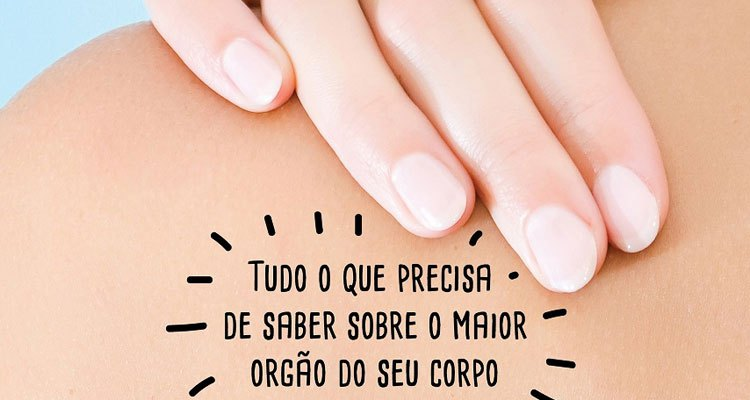 TUDO O QUE PRECISA
DE SABER SOBRE O MAIOR
ORGÃO DO SEU CORPO